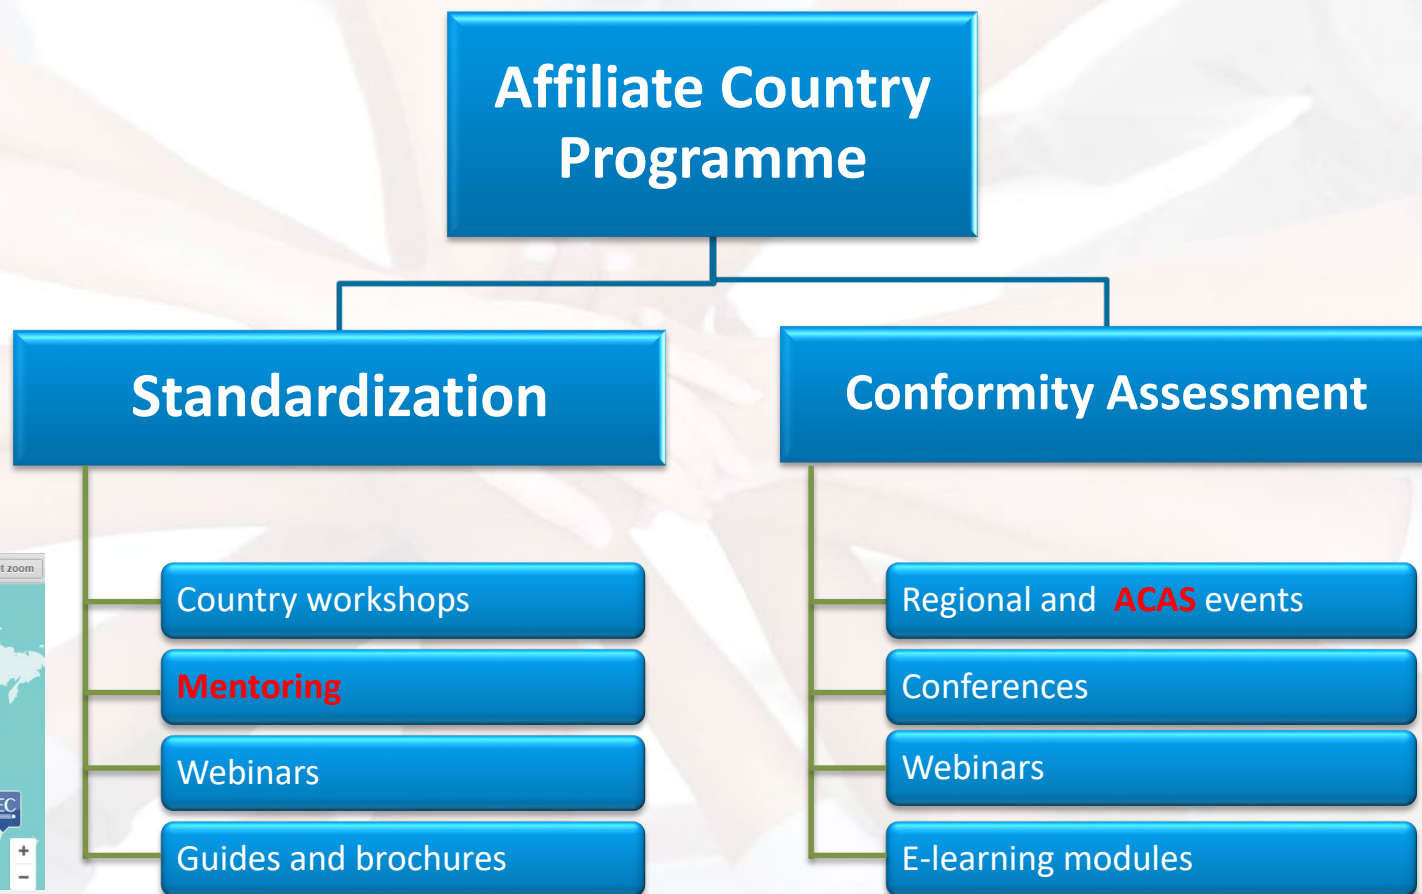 Affiliate Country
Programme
Standardization
Conformity Assessment
Country workshops
Mentoring
Webinars
Guides and brochures
Regional and ACAS events
Conferences
Webinars
E-learning modules
zoom
+
−